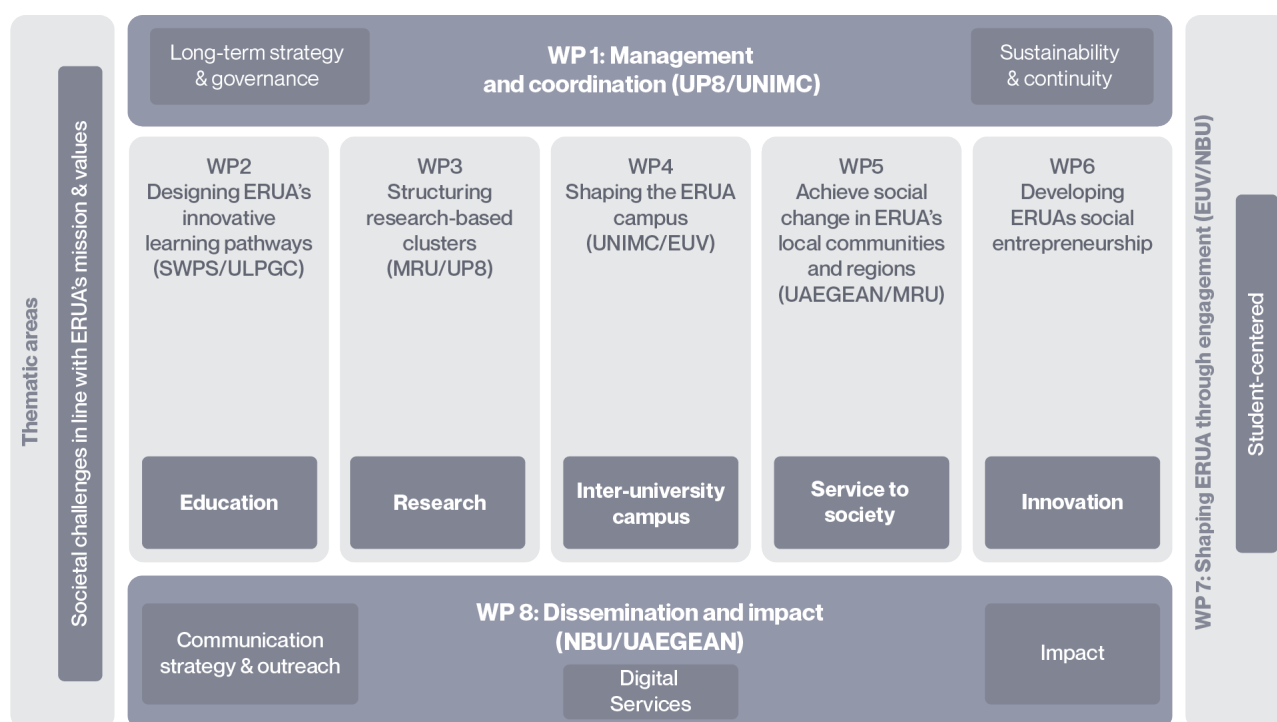 Thematic areas
Societal challenges in line with ERUA's mission & values
Long-term strategy
& governance
WP 1: Management
and coordination (UP8/UNIMC)
Sustainability
& continuity
WP2
Designing ERUA's
innovative
learning pathways
(SWPS/ULPGC)
Education
WP3
Structuring
research-based
clusters
(MRU/UP8)
Research
WP4
Shaping the ERUA
campus
(UNIMC/EUV)
Inter-university
campus
WP5
Achieve social
change in ERUA's
local communities
and regions
(UAEGEAN/MRU)
Service to
society
WP6
Developing
ERUAs social
entrepreneurship
Innovation
WP 8: Dissemination and impact
(NBU/UAEGEAN)
Communication
strategy & outreach
Digital
Services
Impact
WP 7: Shaping ERUA through engagement (EUV/NBU)
Student-centered